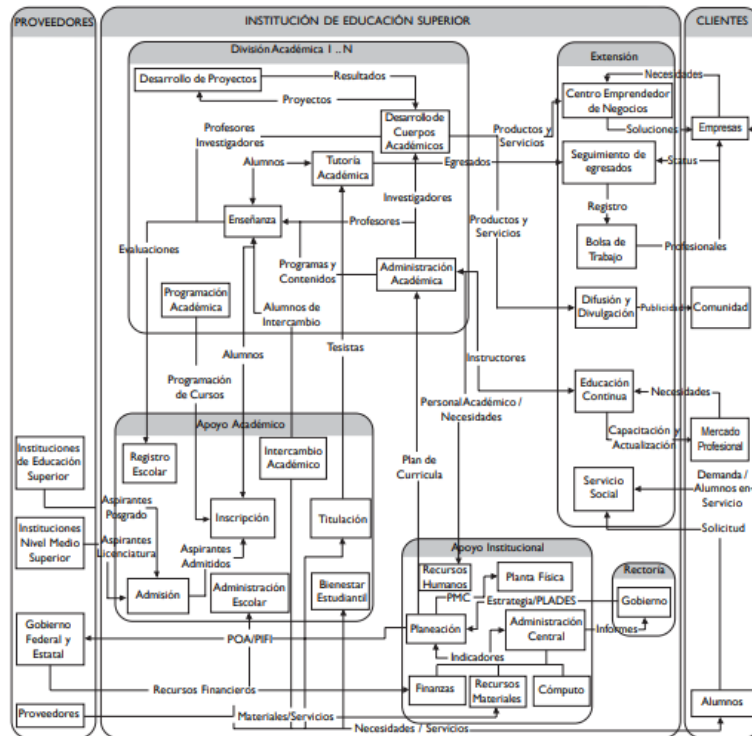 PROVEEDORES
INSTITUCIÓN DE EDUCACIÓN SUPERIOR
CLIENTES
División Académica 1 .. N
Extensión
Desarrollo de Proyectos
Resultados
Proyectos
Desarrollo de
Cuerpos
Académicos
Profesores
Investigadores
Alumnos
Tutoría
Académica
Egresados
Productos y
Servicios
Necesidades
Centro Emprendedor
de Negocios
Soluciones
Empresas
Seguimiento de
egresados
Status
Registro
Bolsa de
Trabajo
Profesionales
Investigadores
Enseñanza
Profesores
Productos y
Servicios
Evaluaciones
Programas y
Contenidos
Administración
Académica
Programación
Académica
Alumnos de
Intercambio
Difusión y
Divulgación
Publicidad
Comunidad
Alumnos
Tesistas
Instructores
Programación
de Cursos
Personal Académico /
Necesidades
Educación
Continua
Necesidades
Capacitación y
Actualización
Mercado
Profesional
Apoyo Académico
Registro
Escolar
Intercambio
Académico
Plan de
Curricula
Instituciones
de Educación
Superior
Servicio
Social
Demanda /
Alumnos en
Servicio
Solicitud
Aspirantes
Posgrado
Inscripción
Titulación
Instituciones
Nivel Medio
Superior
Aspirantes
Licenciatura
Aspirantes
Admitidos
Admisión
Administración
Escolar
Bienestar
Estudiantil
Apoyo Institucional
Recursos
Humanos
Planta Física
PMC
Estrategia/PLADES
Rectoría
Gobierno
Planeación
Administración
Central
Informes
Indicadores
Gobierno
Federal y
Estatal
POA/PIFI
Recursos Financieros
Finanzas
Recursos
Materiales
Cómputo
Proveedores
Materiales/Servicios
Necesidades / Servicios
Alumnos